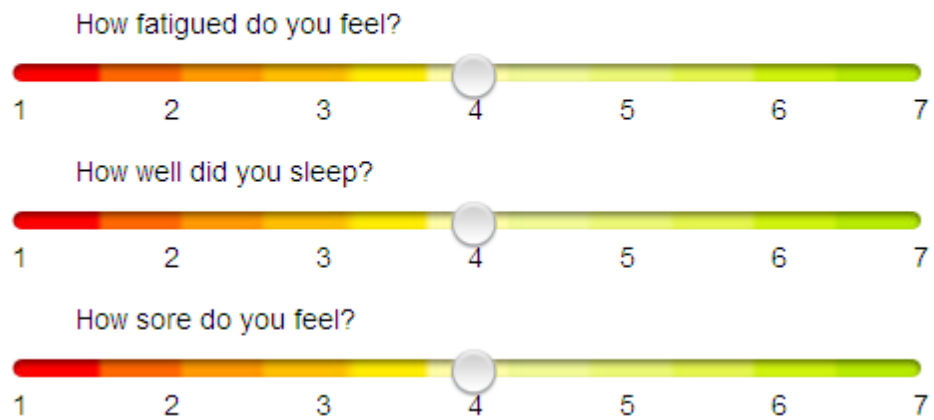 How fatigued do you feel?
1 2 3 4 5 6 7
How well did you sleep?
1 2 3 4 5 6 7
How sore do you feel?
1 2 3 4 5 6 7